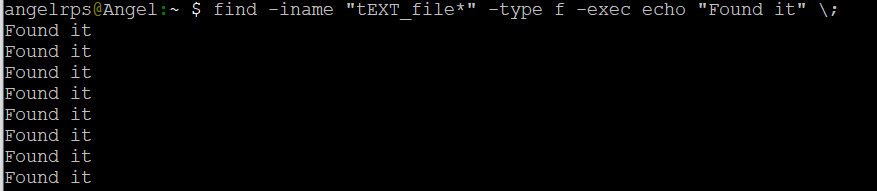 angelrps@Angel:~ $ find -iname "tEXT_file*" -type f -exec echo "Found it" \;
Found it
Found it
Found it
Found it
Found it
Found it
Found it
Found it